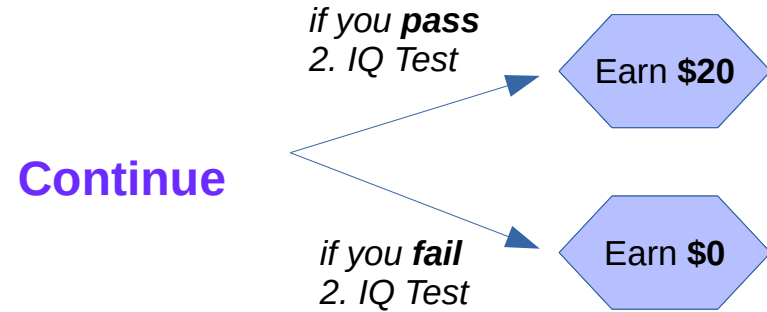 if you pass
2. IQ Test
Earn $20
Continue
if you fail
2. IQ Test
Earn $0